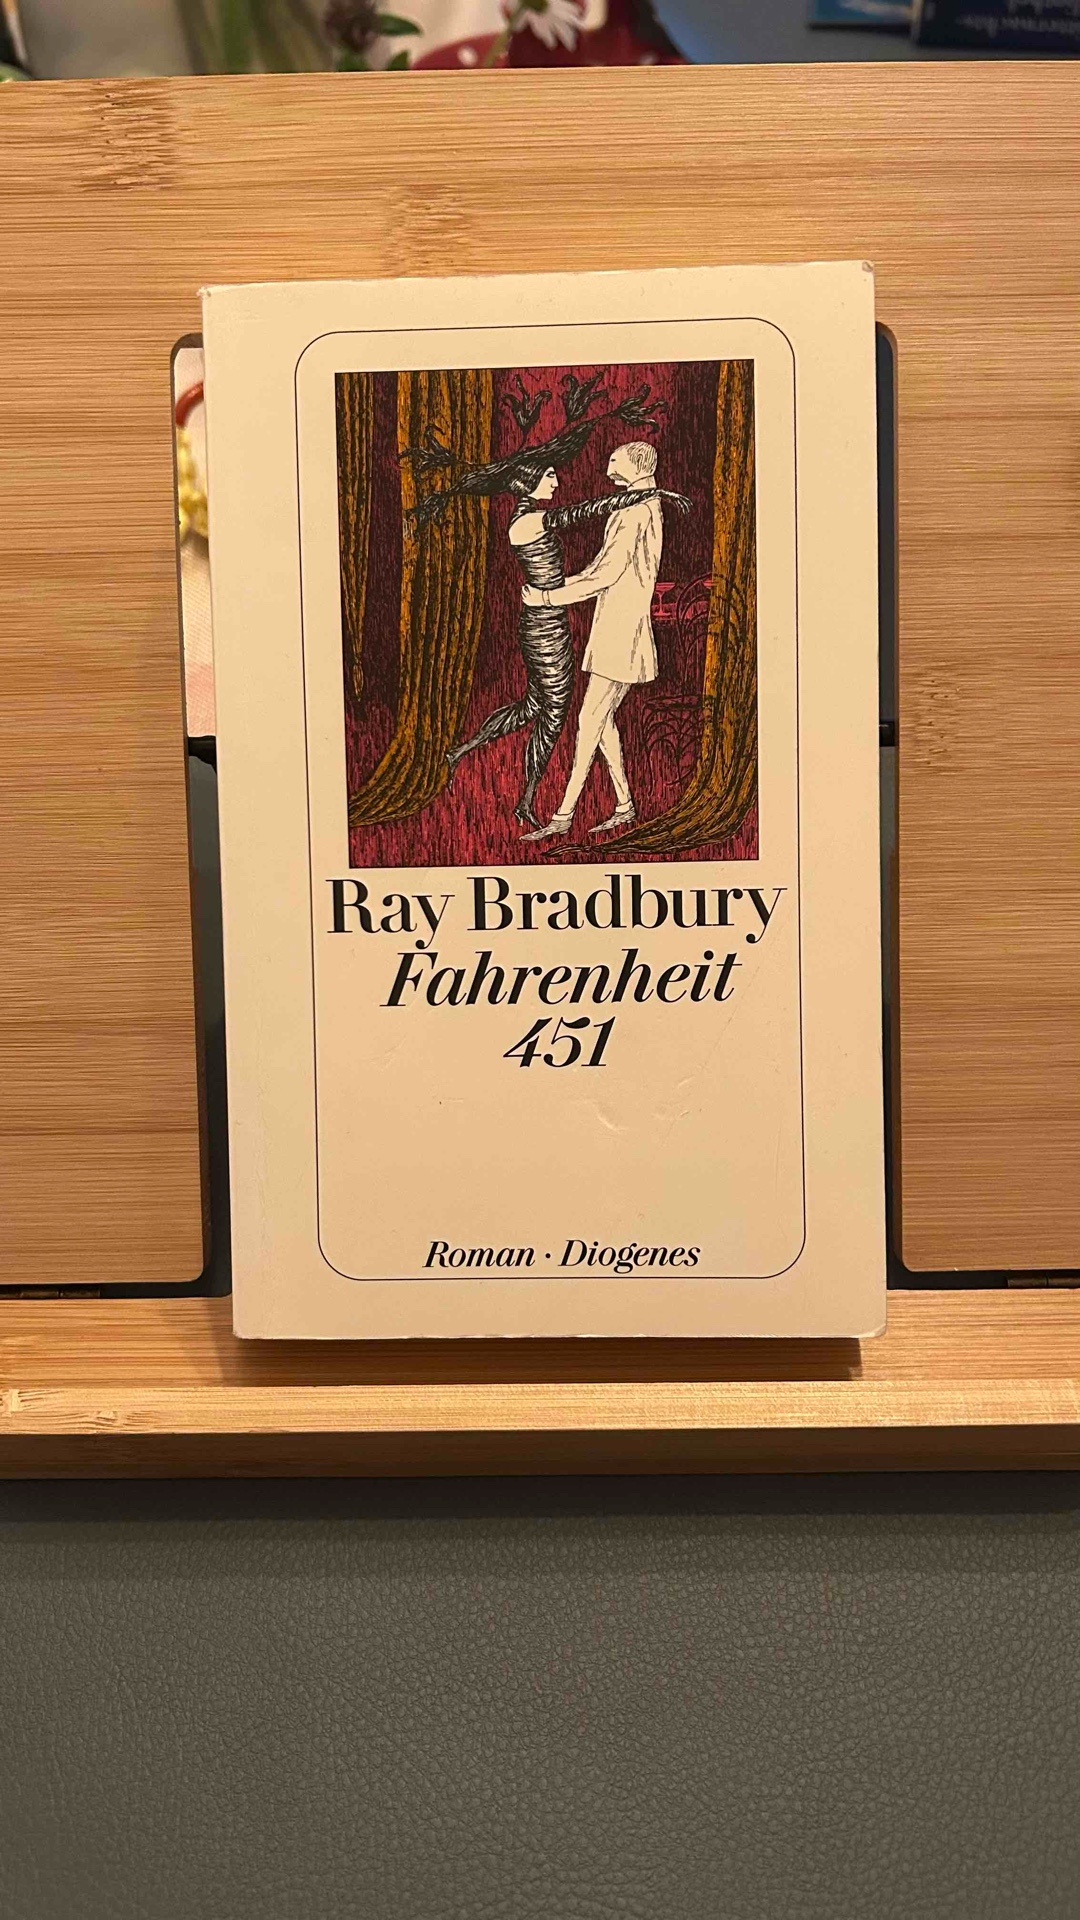 Ray Bradbury
Fahrenheit
451
Roman · Diogenes